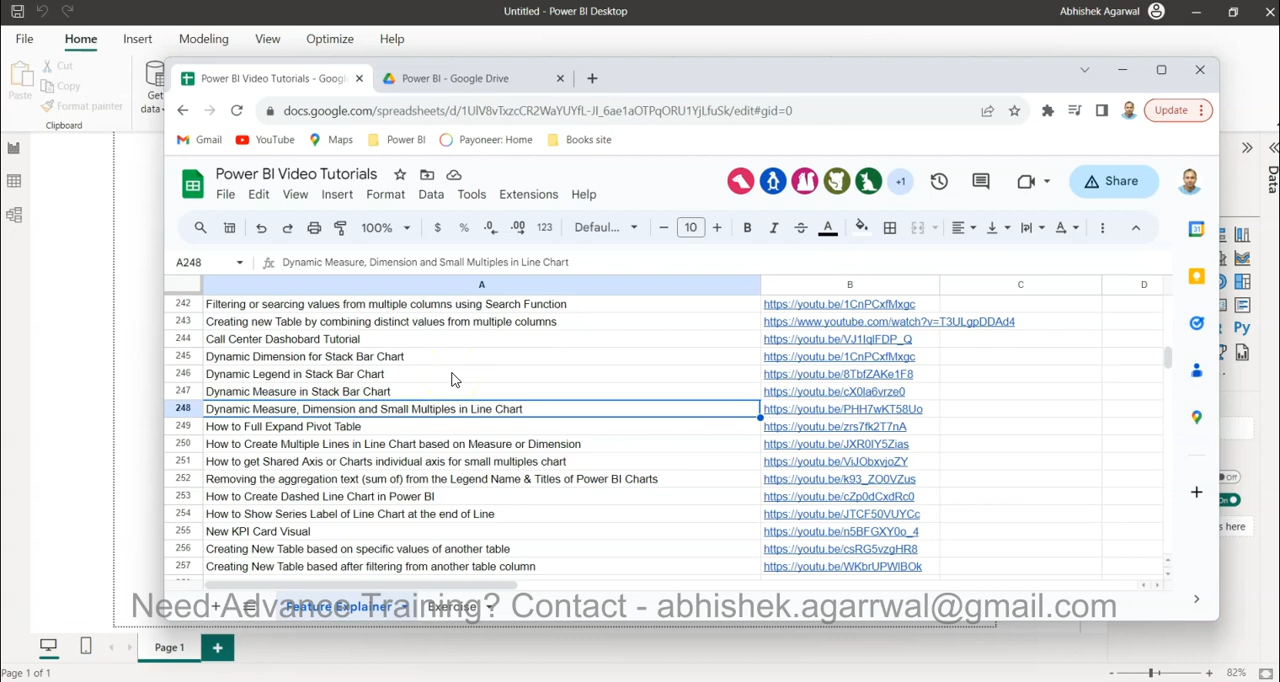 Untitled - Power BI Desktop
Abhishek Agarwal
File Home Insert Modeling View Optimize Help
Cut
Copy
Format painter
Paste
Clipboard
Get
data
Power BI Video Tutorials - Googl
Power BI - Google Drive
docs.google.com/spreadsheets/d/1UlV8vTxzcCR2WaYUYfL-Jl_6ae1aOTPqORU1YjLfuSk/edit#gid=0
Update
Gmail YouTube Maps Power BI Payoneer: Home Books site
Power BI Video Tutorials
File Edit View Insert Format Data Tools Extensions Help
+1
Share
100% $ % .0 .00 123 Defaul... 10 B I A
A248 fx Dynamic Measure, Dimension and Small Multiples in Line Chart
A B C D
242 Filtering or searcing values from multiple columns using Search Function https://youtu.be/1CnPCxfMxgc
243 Creating new Table by combining distinct values from multiple columns https://www.youtube.com/watch?v=T3ULgpDDAd4
244 Call Center Dashobard Tutorial https://youtu.be/VJ1IqlFDP_Q
245 Dynamic Dimension for Stack Bar Chart https://youtu.be/1CnPCxfMxgc
246 Dynamic Legend in Stack Bar Chart https://youtu.be/8TbfZAKe1F8
247 Dynamic Measure in Stack Bar Chart https://youtu.be/cX0la6vrze0
248 Dynamic Measure, Dimension and Small Multiples in Line Chart https://youtu.be/PHH7wKT58Uo
249 How to Full Expand Pivot Table https://youtu.be/zrs7fk2T7nA
250 How to Create Multiple Lines in Line Chart based on Measure or Dimension https://youtu.be/JXR0IY5Zias
251 How to get Shared Axis or Charts individual axis for small multiples chart https://youtu.be/ViJObxvjoZY
252 Removing the aggregation text (sum of) from the Legend Name & Titles of Power BI Charts https://youtu.be/k93_ZO0VZus
253 How to Create Dashed Line Chart in Power BI https://youtu.be/cZp0dCxdRc0
254 How to Show Series Label of Line Chart at the end of Line https://youtu.be/JTCF50VUYCc
255 New KPI Card Visual https://youtu.be/n5BFGXY0o_4
256 Creating New Table based on specific values of another table https://youtu.be/csRG5vzgHR8
257 Creating New Table based after filtering from another table column https://youtu.be/WKbrUPWlBOk
Feature Explainer Exercise
Need Advance Training? Contact - abhishek.agarrwal@gmail.com
Data
Py
Off
On
s here
Page 1
Page 1 of 1
82%